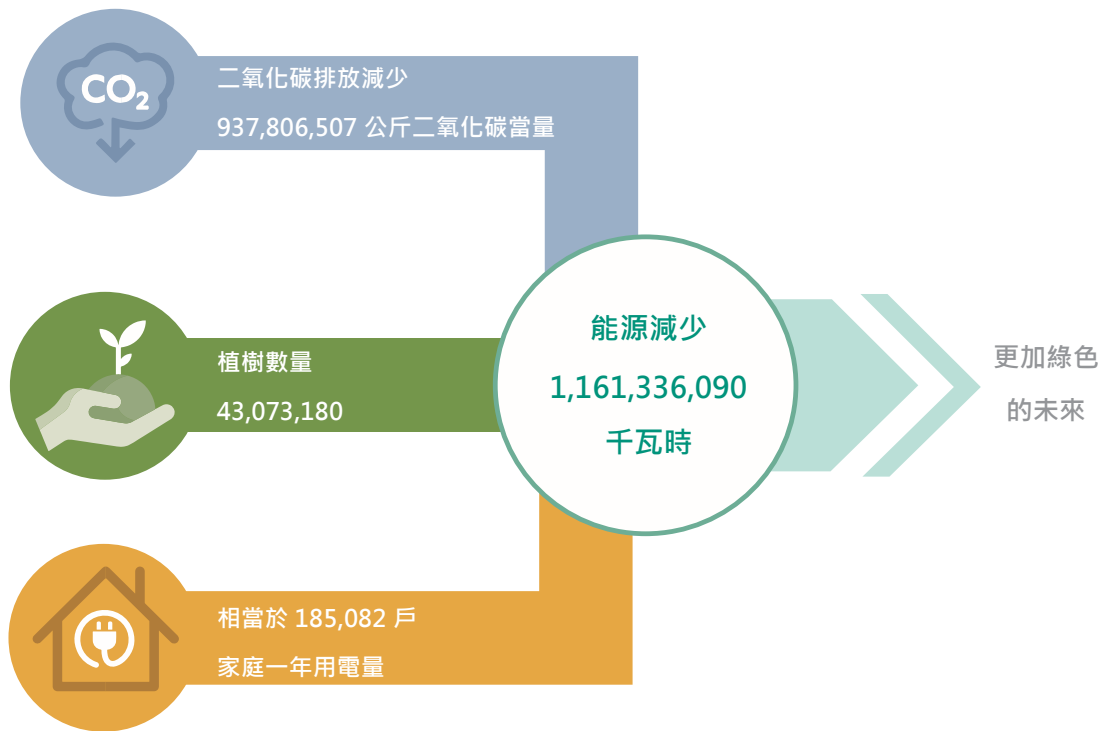 CO2
二氧化碳排放減少
937,806,507 公斤二氧化碳當量
植樹數量
43,073,180
相當於 185,082 戶
家庭一年用電量
能源減少
1,161,336,090
千瓦時
更加綠色
的未來